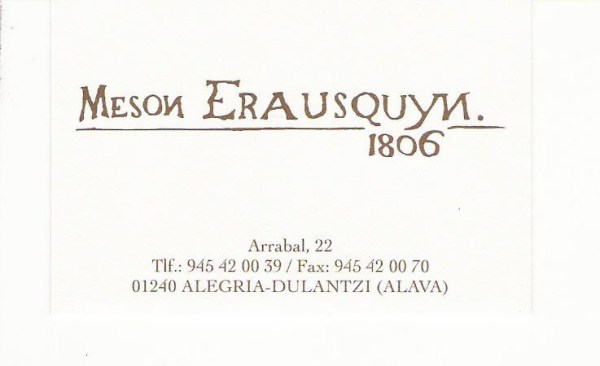 MESON ERAUSQUYN.
1806
Arrabal, 22
Tlf.: 945 42 00 39 / Fax: 945 42 00 70
01240 ALEGRIA-DULANTZI (ALAVA)